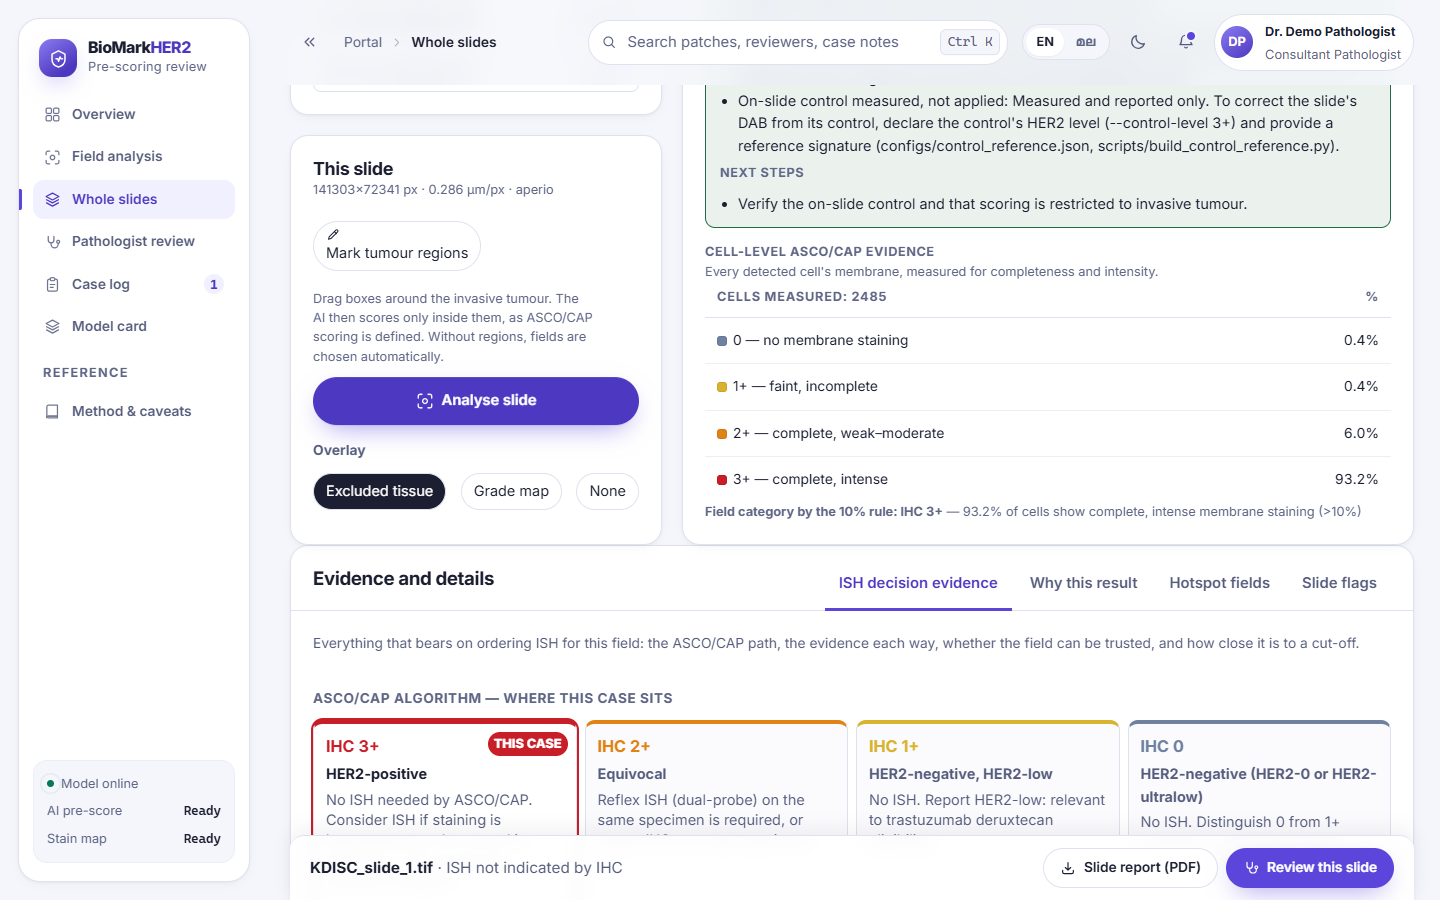 BioMarkHER2
Pre-scoring review
Overview
Field analysis
Whole slides
Pathologist review
Case log
1
Model card
REFERENCE
Method & caveats
Model online
AI pre-score
Ready
Stain map
Ready
Portal
Whole slides
Search patches, reviewers, case notes
Ctrl K
EN
മല
DP
Dr. Demo Pathologist
Consultant Pathologist
This slide
141303×72341 px · 0.286 µm/px · aperio
Mark tumour regions
Drag boxes around the invasive tumour. The
AI then scores only inside them, as ASCO/CAP
scoring is defined. Without regions, fields are
chosen automatically.
Analyse slide
Overlay
Excluded tissue
Grade map
None
On-slide control measured, not applied: Measured and reported only. To correct the slide's
DAB from its control, declare the control's HER2 level (--control-level 3+) and provide a
reference signature (configs/control_reference.json, scripts/build_control_reference.py).
NEXT STEPS
Verify the on-slide control and that scoring is restricted to invasive tumour.
CELL-LEVEL ASCO/CAP EVIDENCE
Every detected cell's membrane, measured for completeness and intensity.
CELLS MEASURED: 2485 %
0 — no membrane staining 0.4%
1+ — faint, incomplete 0.4%
2+ — complete, weak–moderate 6.0%
3+ — complete, intense 93.2%
Field category by the 10% rule: IHC 3+ — 93.2% of cells show complete, intense membrane staining (>10%)
Evidence and details
ISH decision evidence
Why this result
Hotspot fields
Slide flags
Everything that bears on ordering ISH for this field: the ASCO/CAP path, the evidence each way, whether the field can be trusted, and how close it is to a cut-off.
ASCO/CAP ALGORITHM — WHERE THIS CASE SITS
IHC 3+
THIS CASE
HER2-positive
No ISH needed by ASCO/CAP.
Consider ISH if staining is
IHC 2+
Equivocal
Reflex ISH (dual-probe) on the
same specimen is required, or
IHC 1+
HER2-negative, HER2-low
No ISH. Report HER2-low: relevant
to trastuzumab deruxtecan
IHC 0
HER2-negative (HER2-0 or HER2-
ultralow)
No ISH. Distinguish 0 from 1+
KDISC_slide_1.tif · ISH not indicated by IHC
Slide report (PDF)
Review this slide